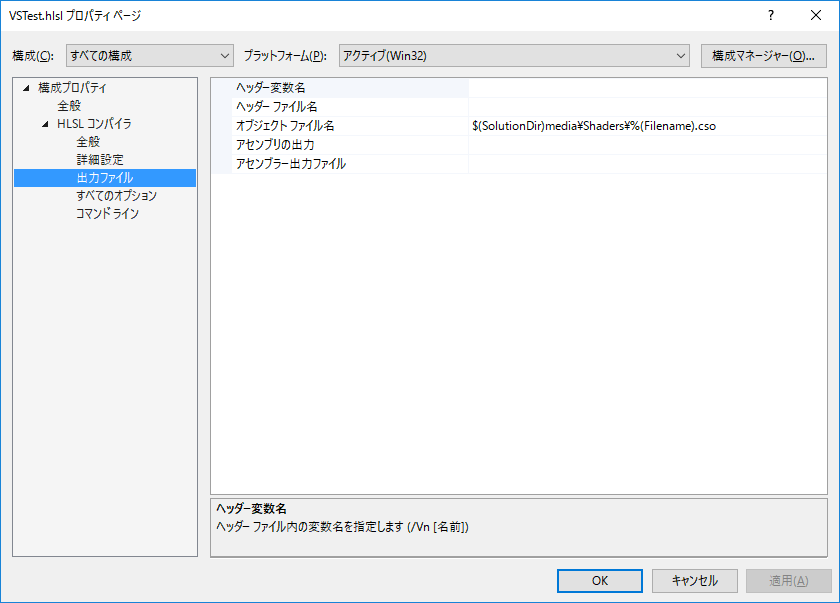 VSTest.hlsl プロパティ ページ
?
構成(C): すべての構成 プラットフォーム(P): アクティブ(Win32) 構成マネージャー(O)...
構成プロパティ
全般
HLSL コンパイラ
全般
詳細設定
出力ファイル
すべてのオプション
コマンド ライン
ヘッダー変数名
ヘッダー ファイル名
オブジェクト ファイル名 $(SolutionDir)media¥Shaders¥%(Filename).cso
アセンブリの出力
アセンブラー出力ファイル
ヘッダー変数名
ヘッダー ファイル内の変数名を指定します (/Vn [名前])
OK キャンセル 適用(A)